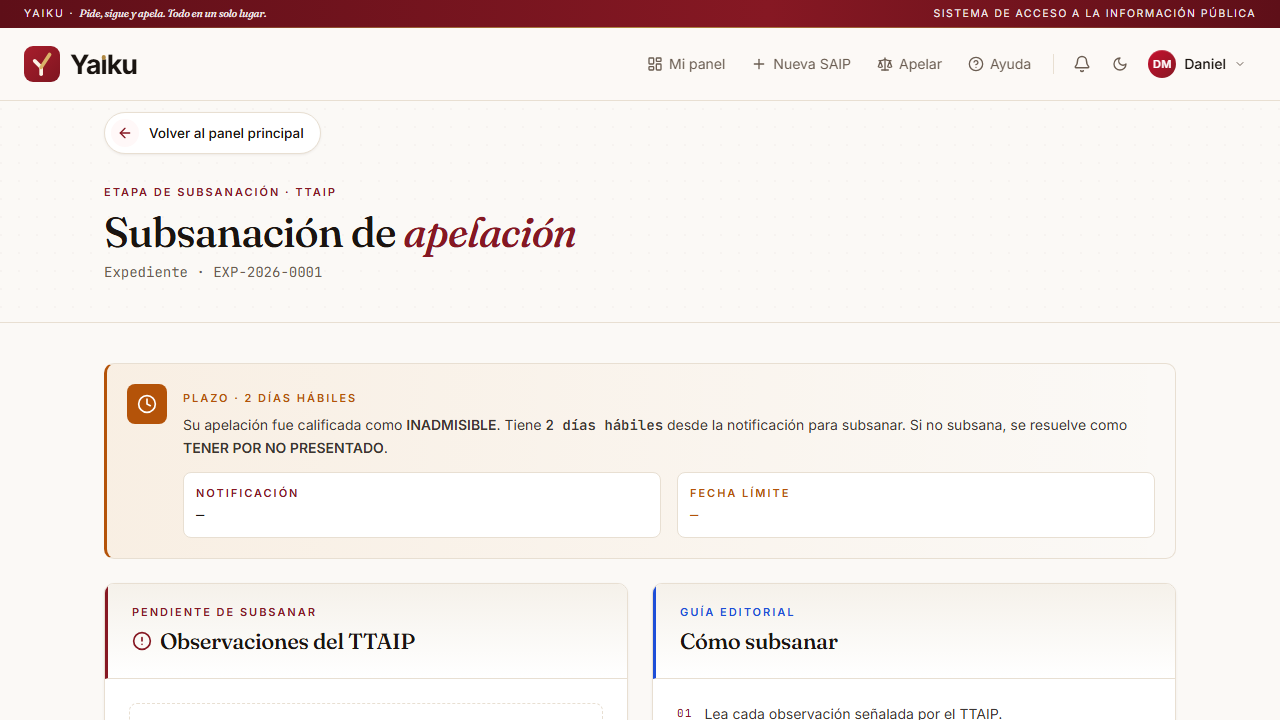 YAIKU · Pide, sigue y apela. Todo en un solo lugar.
SISTEMA DE ACCESO A LA INFORMACIÓN PÚBLICA
Yaiku
Mi panel
Nueva SAIP
Apelar
Ayuda
DM
Daniel
Volver al panel principal
ETAPA DE SUBSANACIÓN · TTAIP
Subsanación de apelación
Expediente · EXP-2026-0001
PLAZO · 2 DÍAS HÁBILES
Su apelación fue calificada como INADMISIBLE. Tiene 2 días hábiles desde la notificación para subsanar. Si no subsana, se resuelve como
TENER POR NO PRESENTADO.
NOTIFICACIÓN
—
FECHA LÍMITE
—
PENDIENTE DE SUBSANAR
Observaciones del TTAIP
GUÍA EDITORIAL
Cómo subsanar
01 Lea cada observación señalada por el TTAIP.